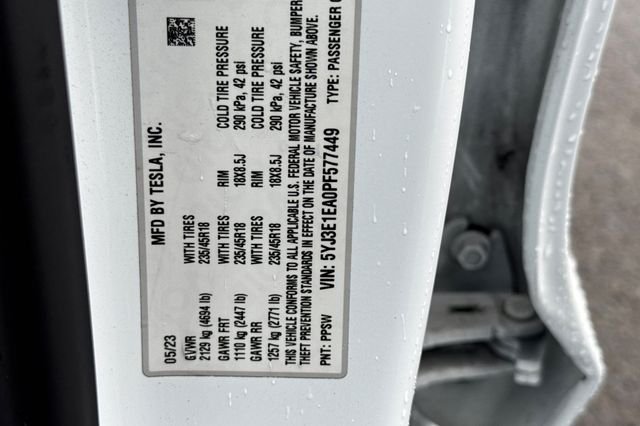 MFD BY TESLA, INC.
05/23
GVWR WITH TIRES RIM COLD TIRE PRESSURE
2129 kg (4694 lb) 235/45R18 18X8.5J 290 kPa, 42 psi
GAWR FRT WITH TIRES RIM COLD TIRE PRESSURE
1110 kg (2447 lb) 235/45R18 18X8.5J 290 kPa, 42 psi
GAWR RR
1257 kg (2771 lb)
THIS VEHICLE CONFORMS TO ALL APPLICABLE U.S. FEDERAL MOTOR VEHICLE SAFETY, BUMPER
THEFT PREVENTION STANDARDS IN EFFECT ON THE DATE OF MANUFACTURE SHOWN ABOVE.
VIN: 5YJ3E1EA0PF577449 TYPE: PASSENGER
PNT: PPSW